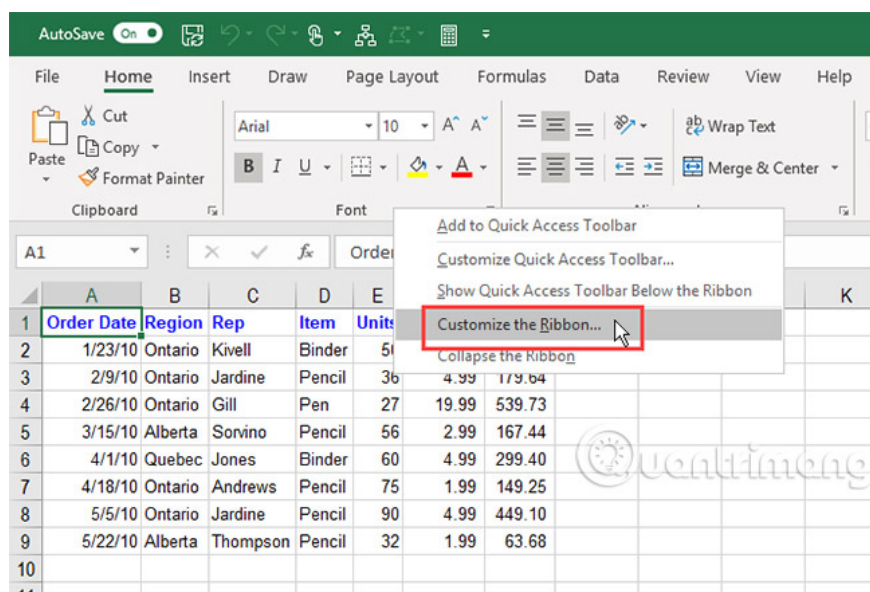 AutoSave On
File Home Insert Draw Page Layout Formulas Data Review View Help
Cut
Copy
Paste
Format Painter
Arial 10 A^ A˅
B I U A
ab Wrap Text
Merge & Center
Clipboard Font
A1 fx Order
Add to Quick Access Toolbar
Customize Quick Access Toolbar...
Show Quick Access Toolbar Below the Ribbon
Customize the Ribbon...
Collapse the Ribbon
A B C D E K
1 Order Date Region Rep Item Units
2 1/23/10 Ontario Kivell Binder
3 2/9/10 Ontario Jardine Pencil 36 4.99 179.64
4 2/26/10 Ontario Gill Pen 27 19.99 539.73
5 3/15/10 Alberta Sorvino Pencil 56 2.99 167.44
6 4/1/10 Quebec Jones Binder 60 4.99 299.40
7 4/18/10 Ontario Andrews Pencil 75 1.99 149.25
8 5/5/10 Ontario Jardine Pencil 90 4.99 449.10
9 5/22/10 Alberta Thompson Pencil 32 1.99 63.68
10
Quantrimang